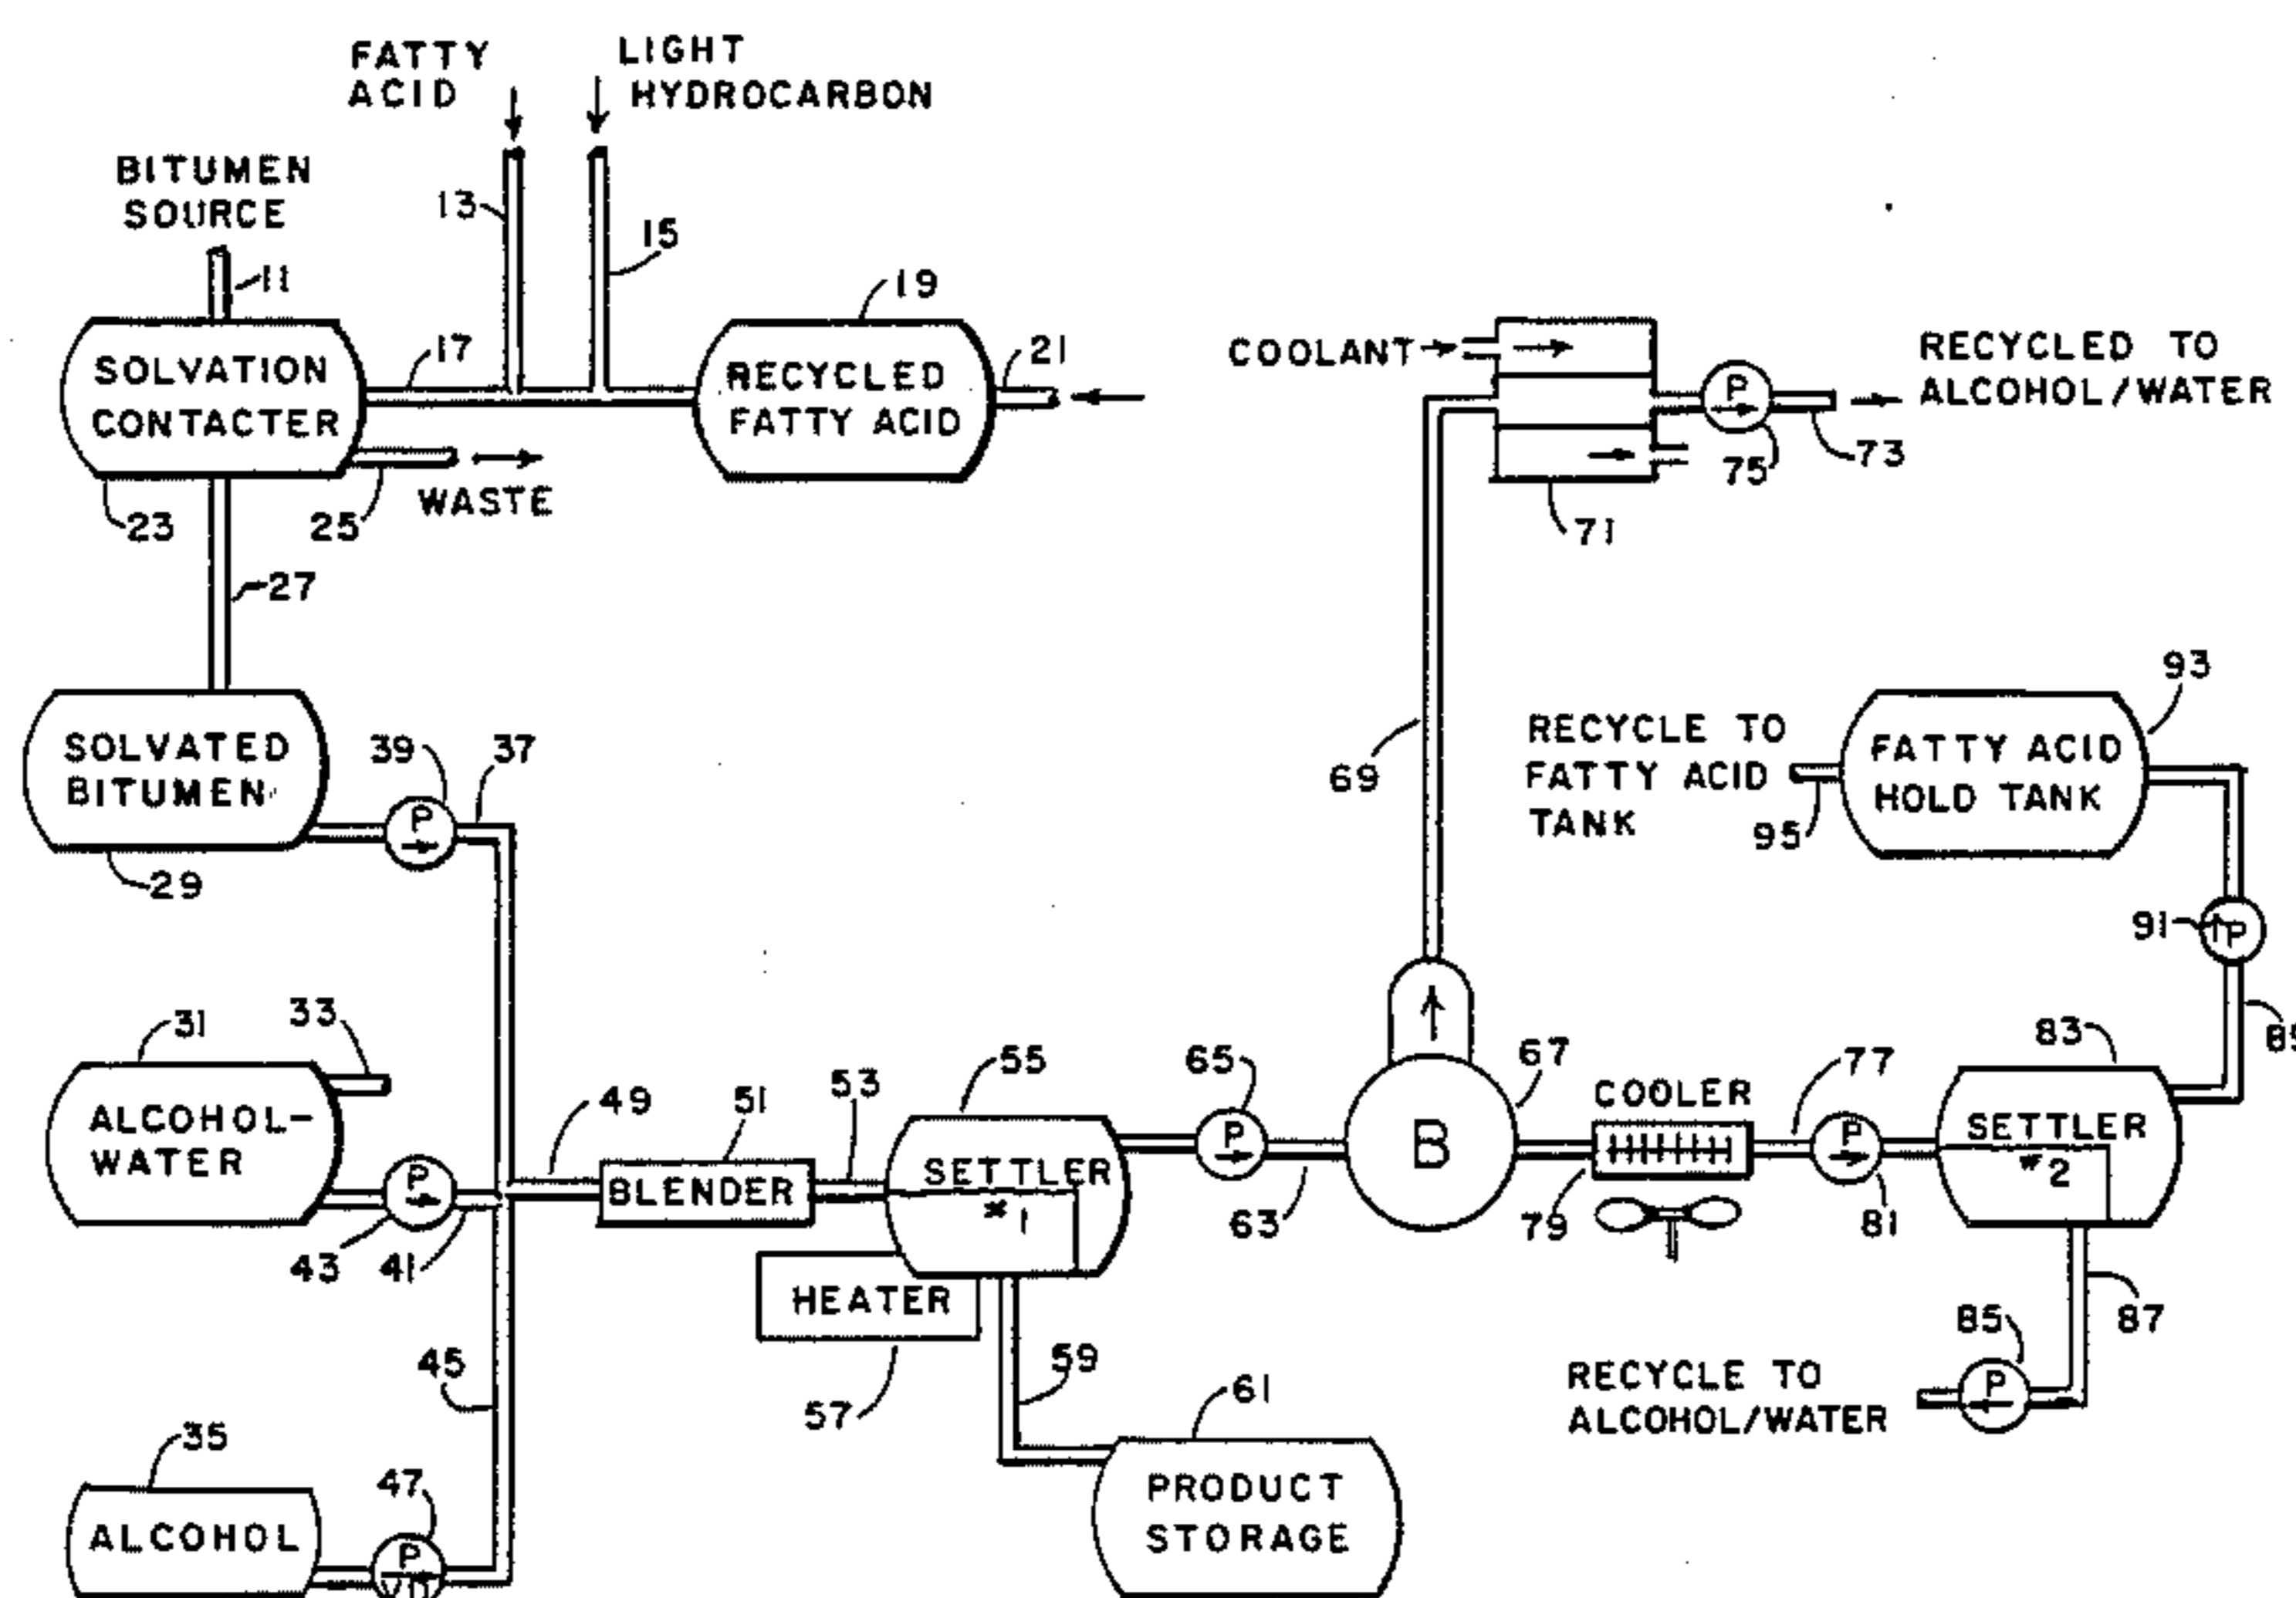 FATTY
ACID
LIGHT
HYDROCARBON
BITUMEN
SOURCE
13
15
11
19
SOLVATION
CONTACTER
17
RECYCLED
FATTY ACID
21
COOLANT
RECYCLED TO
ALCOHOL/WATER
P
75
73
23
25
WASTE
71
27
SOLVATED
BITUMEN
39
37
P
29
69
RECYCLE TO
FATTY ACID
TANK
93
FATTY ACID
HOLD TANK
95
91
P
31
33
ALCOHOL-
WATER
P
43
41
49
51
BLENDER
53
55
SETTLER
*1
HEATER
57
65
P
63
B
67
COOLER
79
77
P
81
83
SETTLER
#2
85
P
87
RECYCLE TO
ALCOHOL/WATER
45
59
61
PRODUCT
STORAGE
35
ALCOHOL
47
P